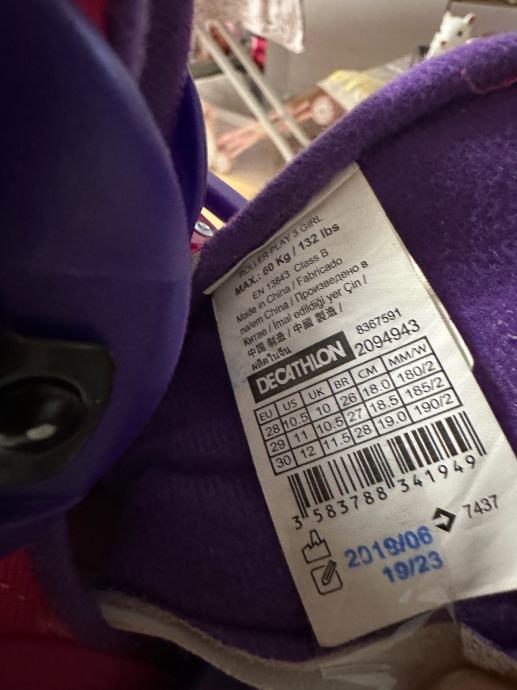 ROLLER PLAY 3 GIRL
MAX.: 60 Kg / 132 lbs
EN 13843 Class B
Made in China / Fabricado
na/em China / Произведено в
Китае / Imal edildiği yer Çin /
中国 制造 / 中國 製造 /
ผลิตในจีน
DECATHLON 8367591
2094943
EU US UK BR CM MM/W
28 10.5 10 26 18.0 180/2
29 11 10.5 27 18.5 185/2
30 12 11.5 28 19.0 190/2
3 583788 341949
7437
2019/06
19/23